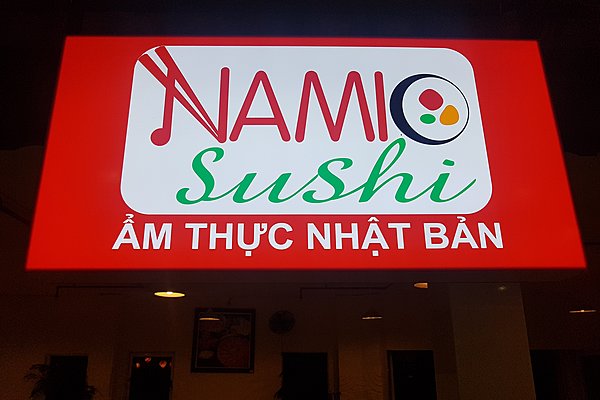 NAMI
Sushi
ẨM THỰC NHẬT BẢN